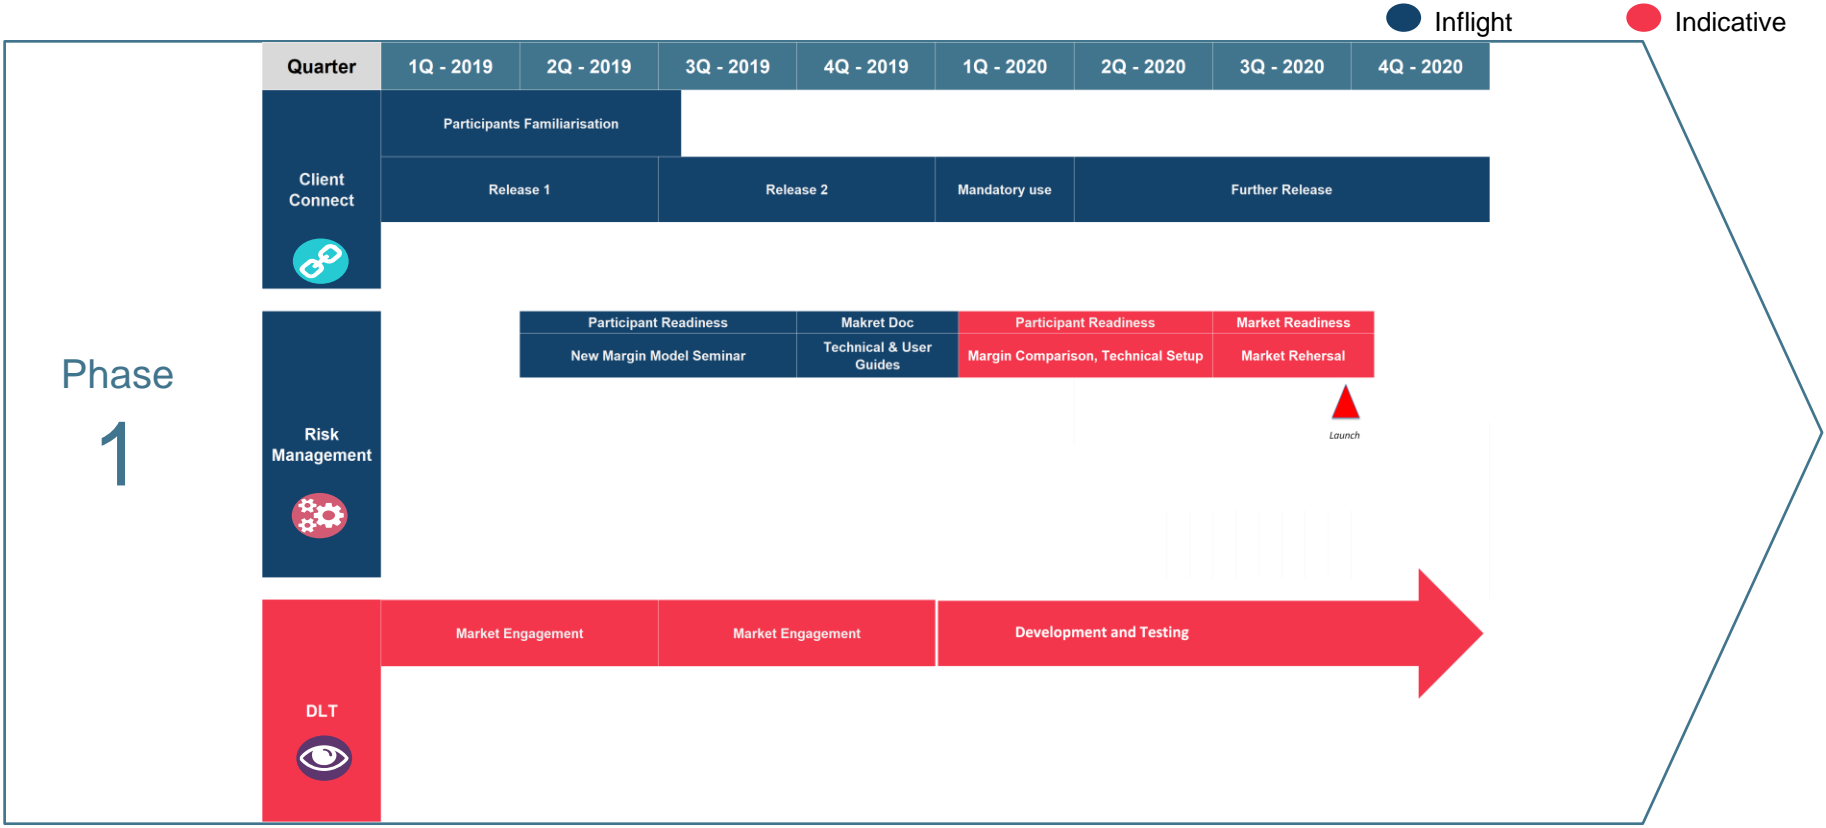 Inflight
Indicative
Quarter
1Q - 2019
2Q - 2019
3Q - 2019
4Q - 2019
1Q - 2020
2Q - 2020
3Q - 2020
4Q - 2020
Phase
1
Client
Connect
Participants Familiarisation
Release 1
Release 2
Mandatory use
Further Release
Risk
Management
Participant Readiness
New Margin Model Seminar
Makret Doc
Technical & User
Guides
Participant Readiness
Margin Comparison, Technical Setup
Market Readiness
Market Rehersal
Launch
DLT
Market Engagement
Market Engagement
Development and Testing